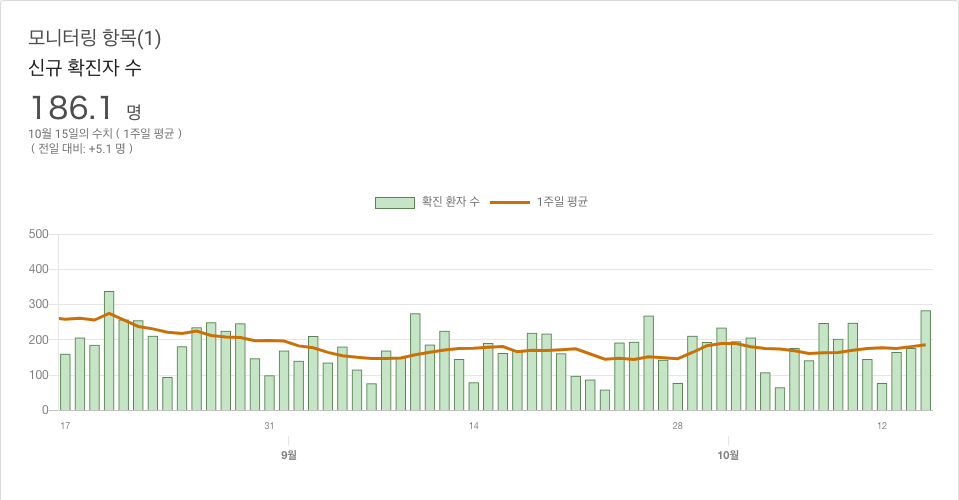 모니터링 항목(1)
신규 확진자 수
186.1 명
10월 15일의 수치 ( 1주일 평균 )
( 전일 대비: +5.1 명 )
확진 환자 수 1주일 평균
500
400
300
200
100
0
17 31 14 28 12
9월 10월